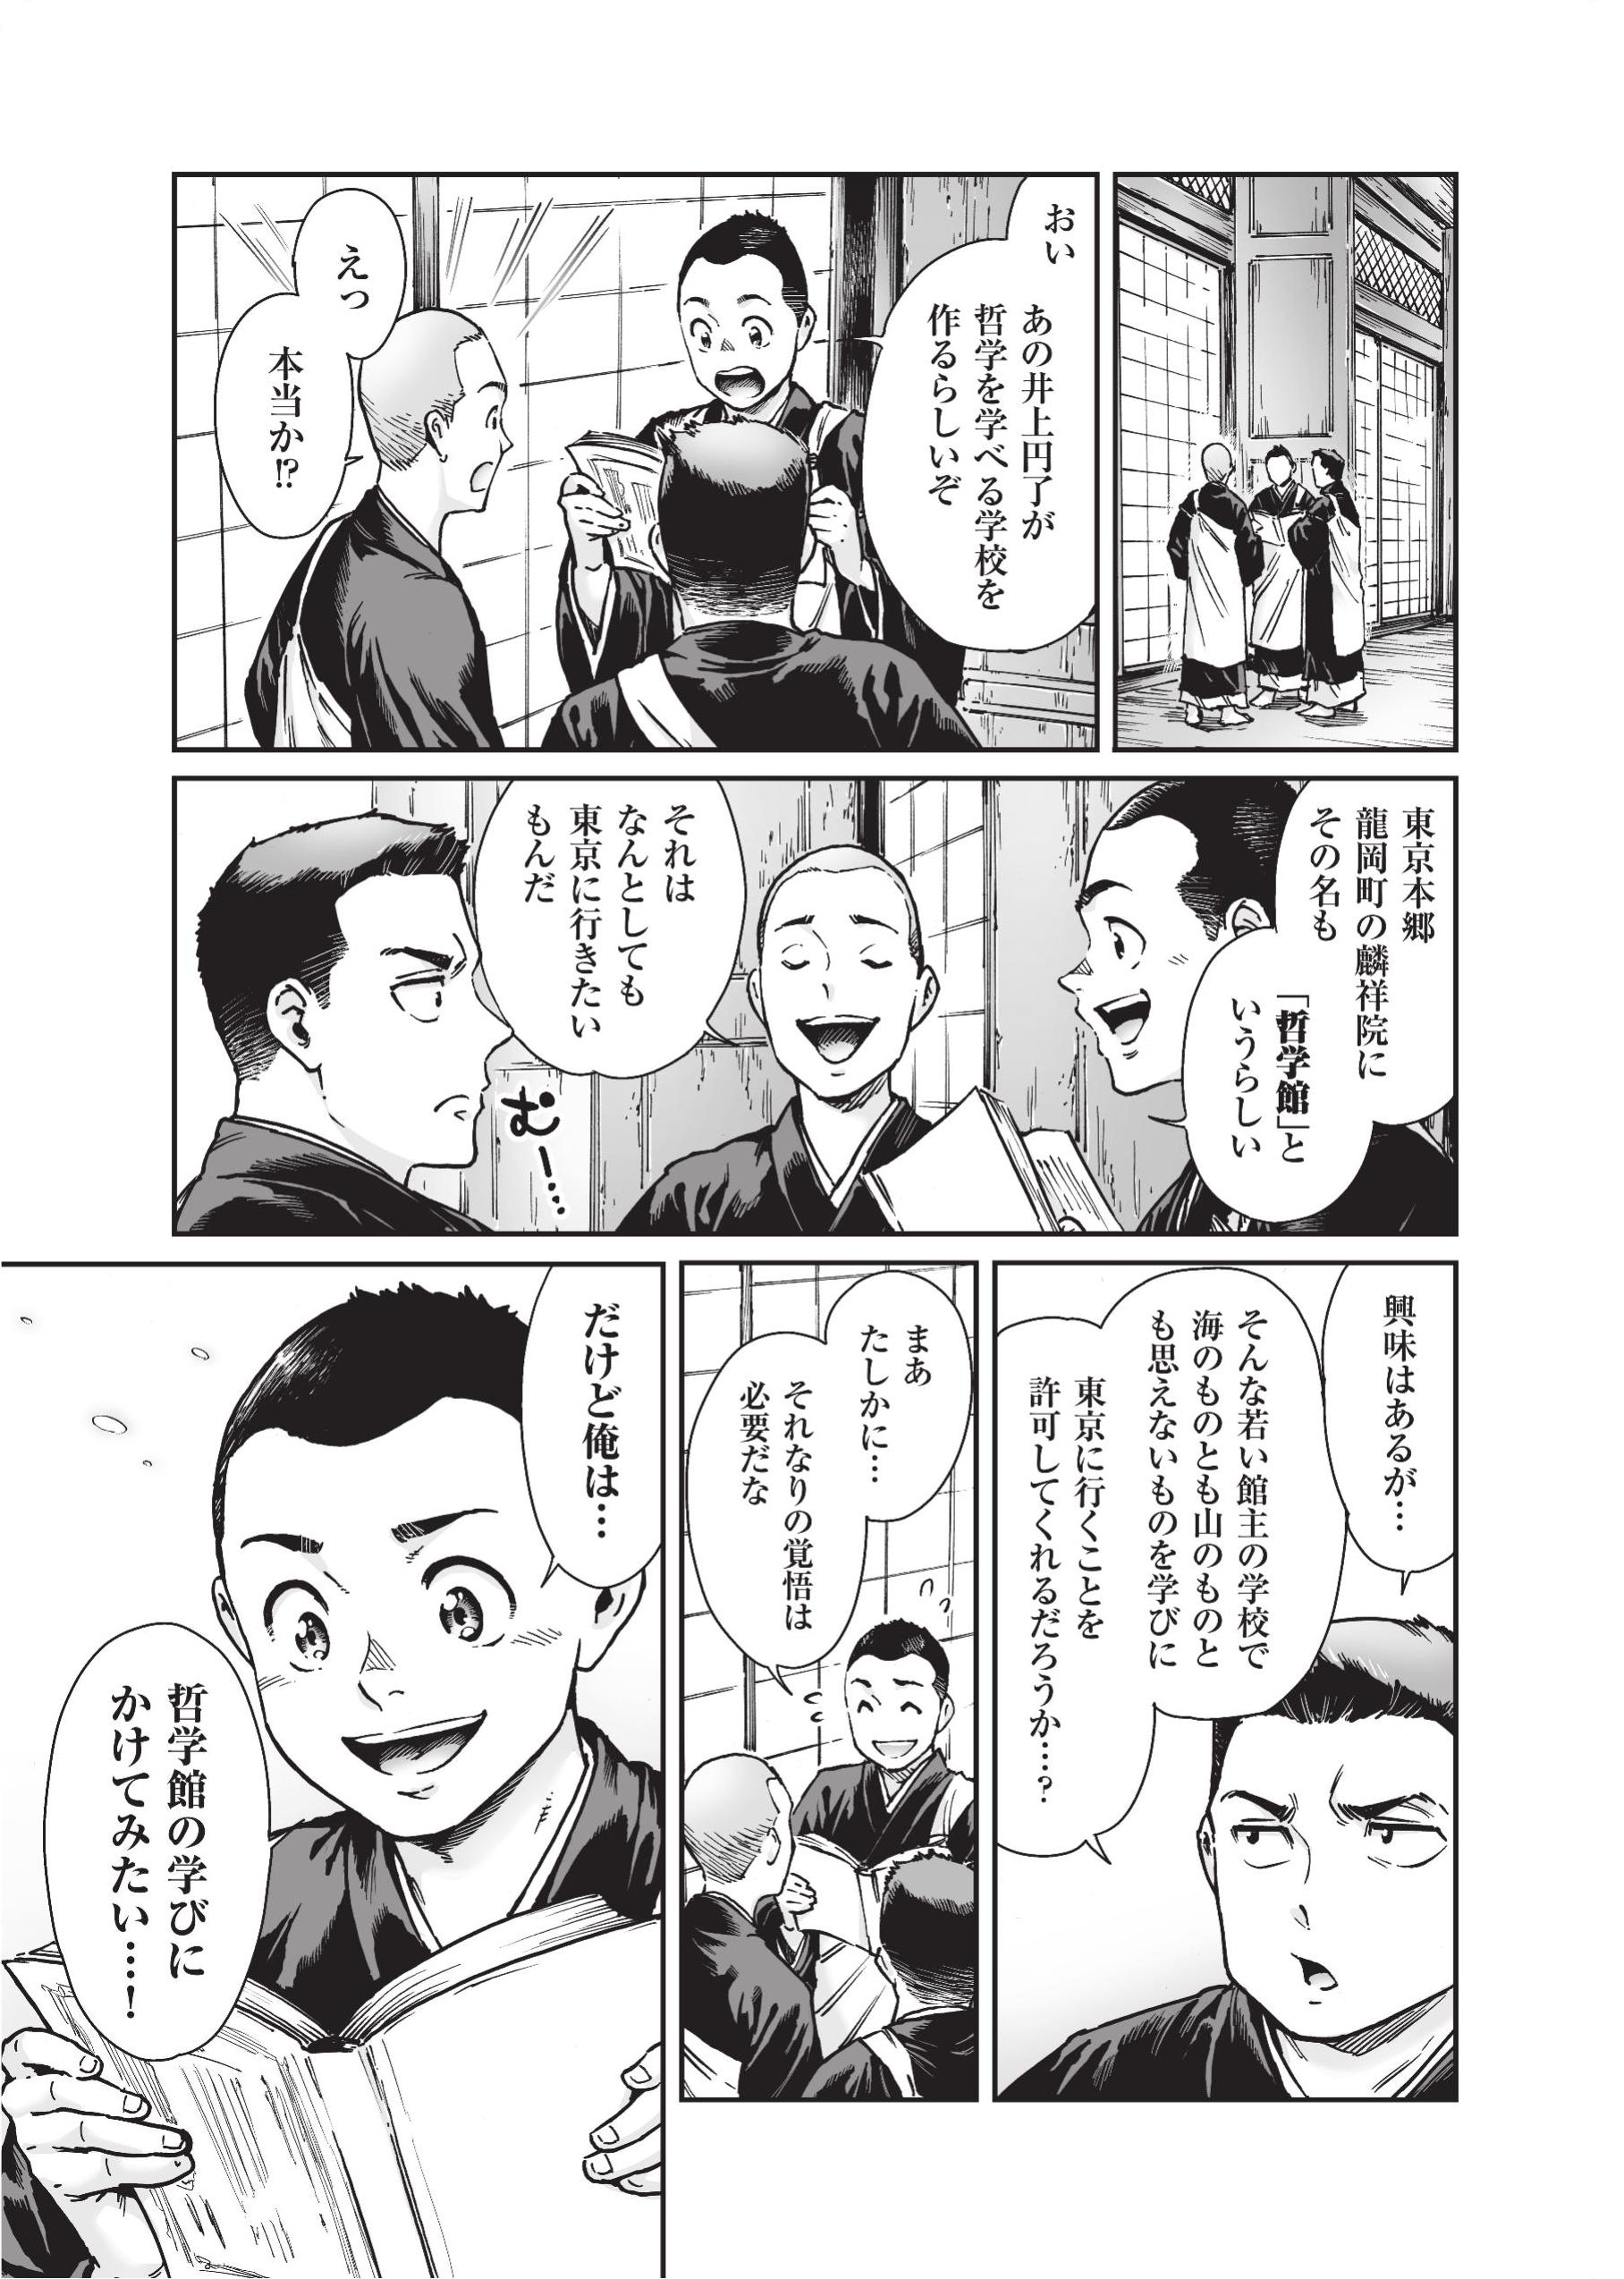 おい
あの井上円了が
哲学を学べる学校を
作るらしいぞ
えっ
本当か!?
東京本郷
龍岡町の麟祥院に
その名も
「哲学館」と
いうらしい
それは
なんとしても
東京に行きたい
もんだ
むー…
興味はあるが…
そんな若い館主の学校で
海のものとも山のものと
も思えないものを学びに
東京に行くことを
許可してくれるだろうか…?
まあ
たしかに…
それなりの覚悟は
必要だな
だけど俺は…
哲学館の学びに
かけてみたい……!